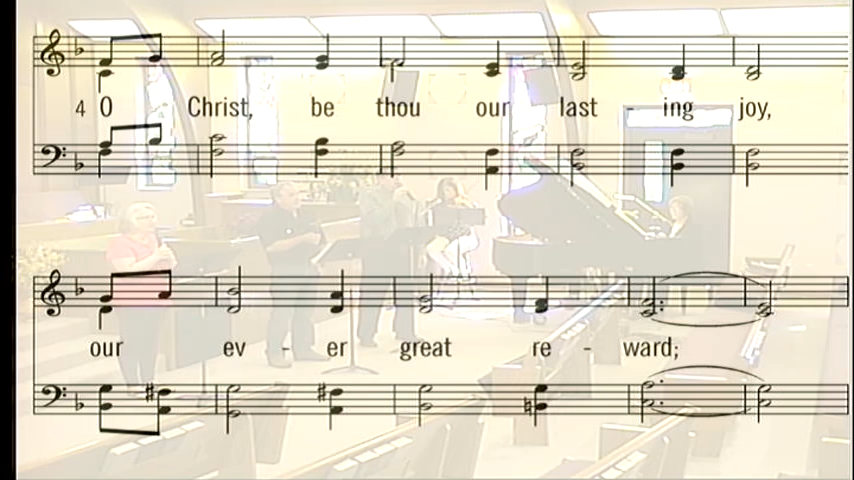 4 O Christ, be thou our last - ing joy,
our ev - er great re - ward;